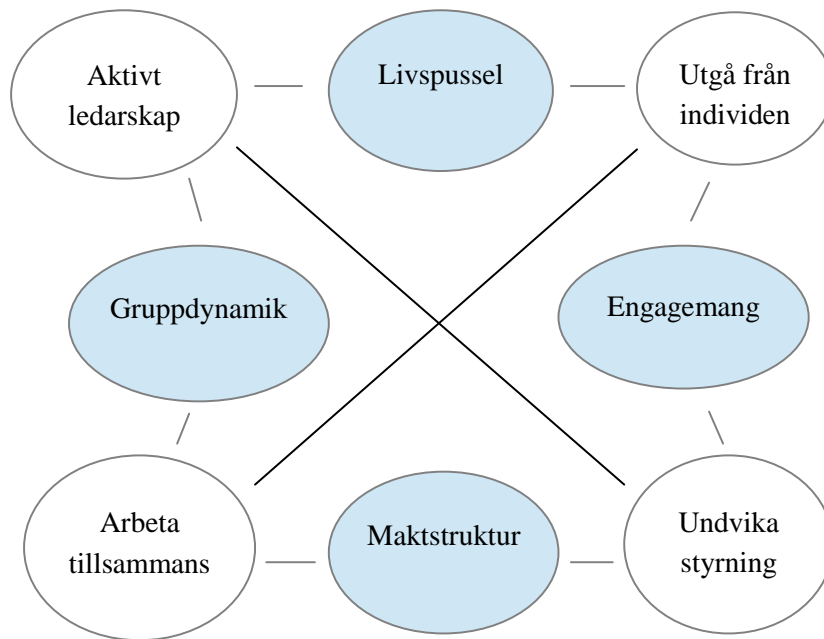 Aktivt
ledarskap
Livspussel
Utgå från
individen
Gruppdynamik
Engagemang
Arbeta
tillsammans
Maktstruktur
Undvika
styrning